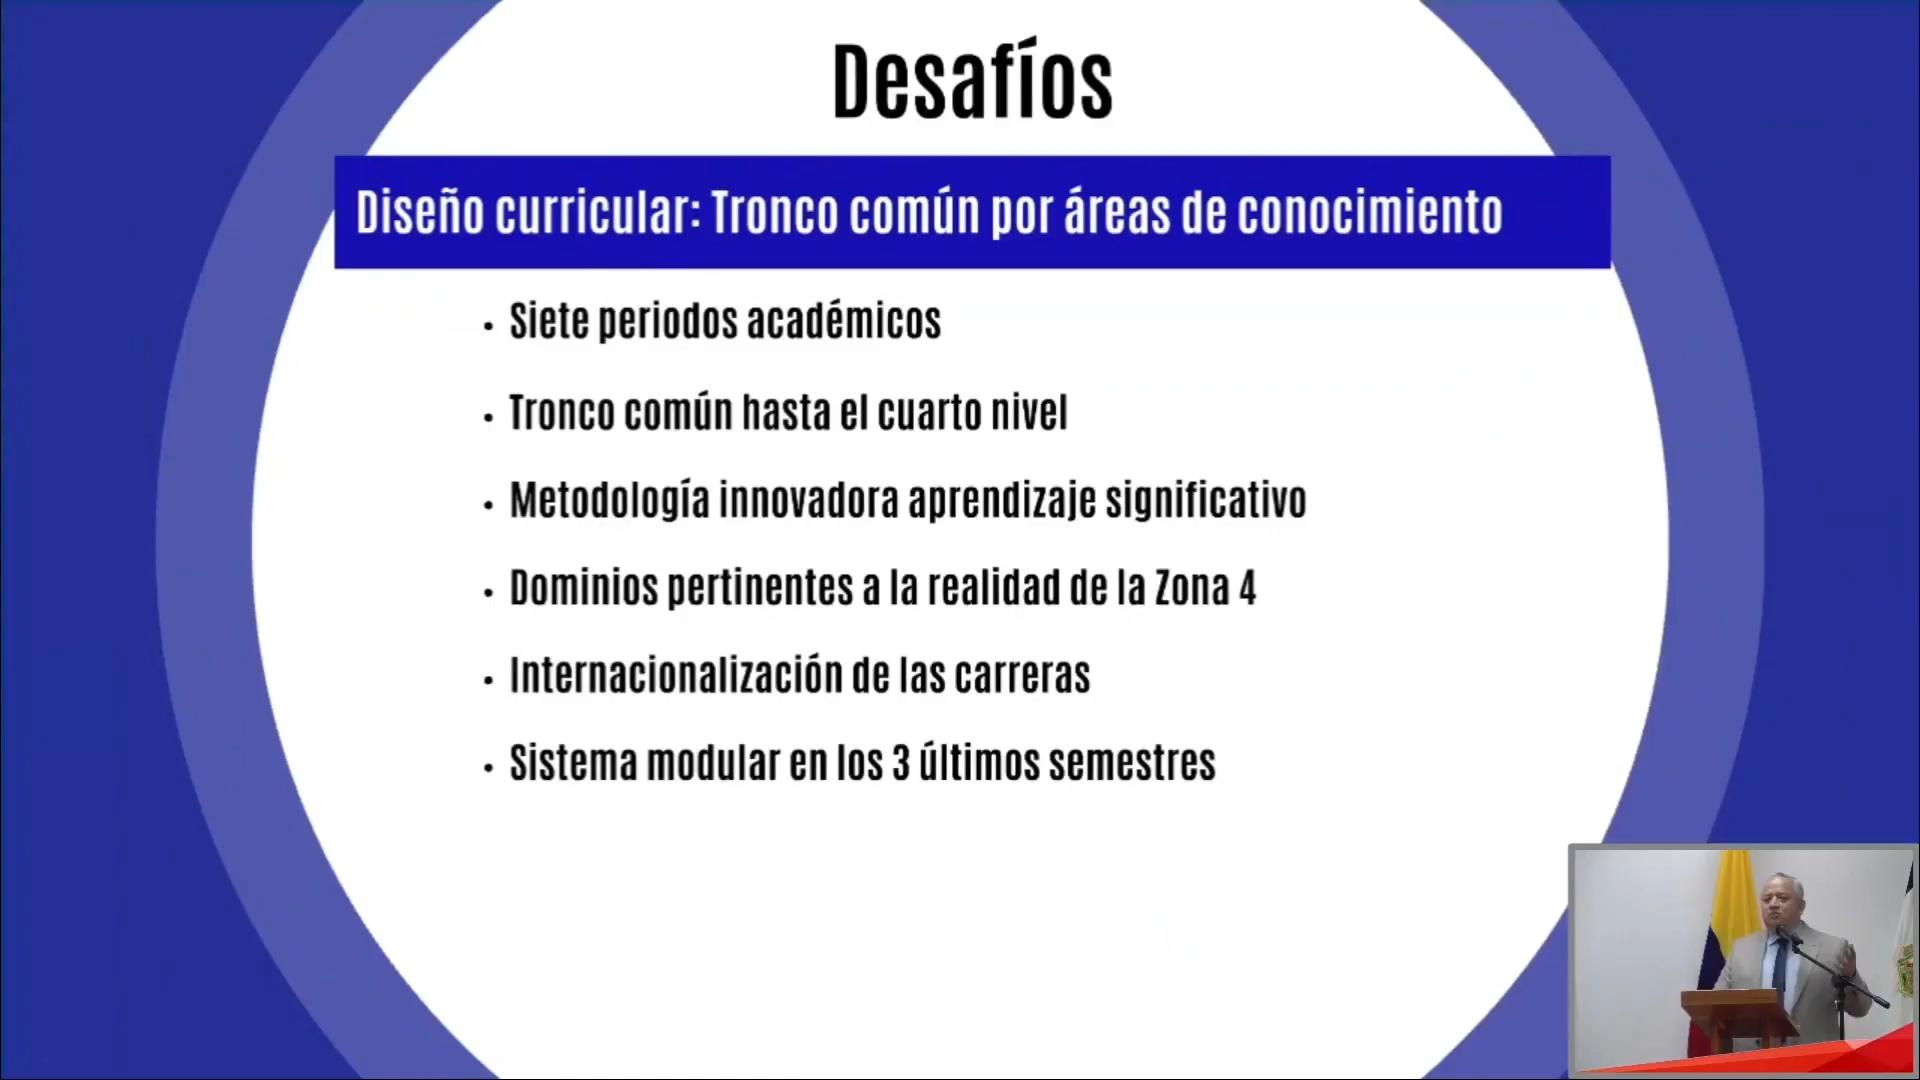 Desafíos
Diseño curricular: Tronco común por áreas de conocimiento
• Siete periodos académicos
• Tronco común hasta el cuarto nivel
• Metodología innovadora aprendizaje significativo
• Dominios pertinentes a la realidad de la Zona 4
• Internacionalización de las carreras
• Sistema modular en los 3 últimos semestres